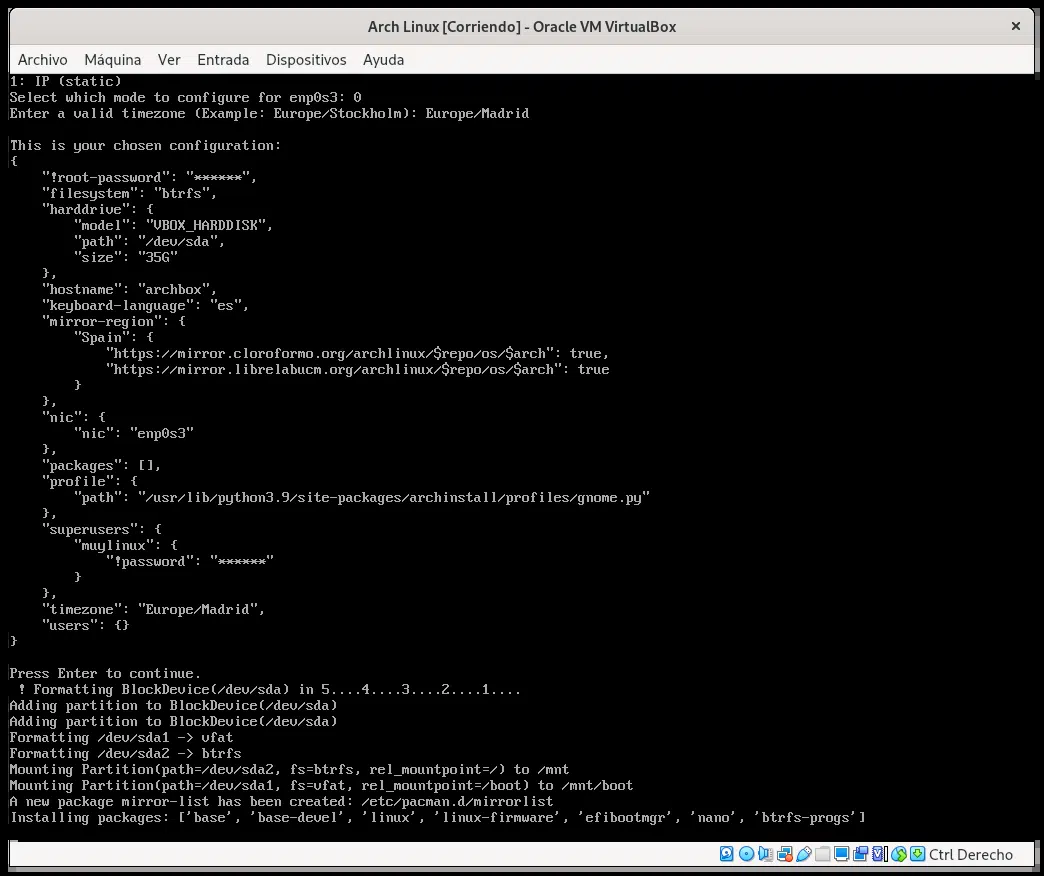 Arch Linux [Corriendo] - Oracle VM VirtualBox
Archivo Máquina Ver Entrada Dispositivos Ayuda
1: IP (static)
Select which mode to configure for enp0s3: 0
Enter a valid timezone (Example: Europe/Stockholm): Europe/Madrid
This is your chosen configuration:
{
    "!root-password": "******",
    "filesystem": "btrfs",
    "harddrive": {
        "model": "VBOX_HARDDISK",
        "path": "/dev/sda",
        "size": "35G"
    },
    "hostname": "archbox",
    "keyboard-language": "es",
    "mirror-region": {
        "Spain": {
            "https://mirror.cloroformo.org/archlinux/$repo/os/$arch": true,
            "https://mirror.librelabucm.org/archlinux/$repo/os/$arch": true
        }
    },
    "nic": {
        "nic": "enp0s3"
    },
    "packages": [],
    "profile": {
        "path": "/usr/lib/python3.9/site-packages/archinstall/profiles/gnome.py"
    },
    "superusers": {
        "muylinux": {
            "!password": "******"
        }
    },
    "timezone": "Europe/Madrid",
    "users": {}
}
Press Enter to continue.
 ! Formatting BlockDevice(/dev/sda) in 5....4....3....2....1....
Adding partition to BlockDevice(/dev/sda)
Adding partition to BlockDevice(/dev/sda)
Formatting /dev/sda1 -> vfat
Formatting /dev/sda2 -> btrfs
Mounting Partition(path=/dev/sda2, fs=btrfs, rel_mountpoint=/) to /mnt
Mounting Partition(path=/dev/sda1, fs=vfat, rel_mountpoint=/boot) to /mnt/boot
A new package mirror-list has been created: /etc/pacman.d/mirrorlist
Installing packages: ['base', 'base-devel', 'linux', 'linux-firmware', 'efibootmgr', 'nano', 'btrfs-progs']
Ctrl Derecho